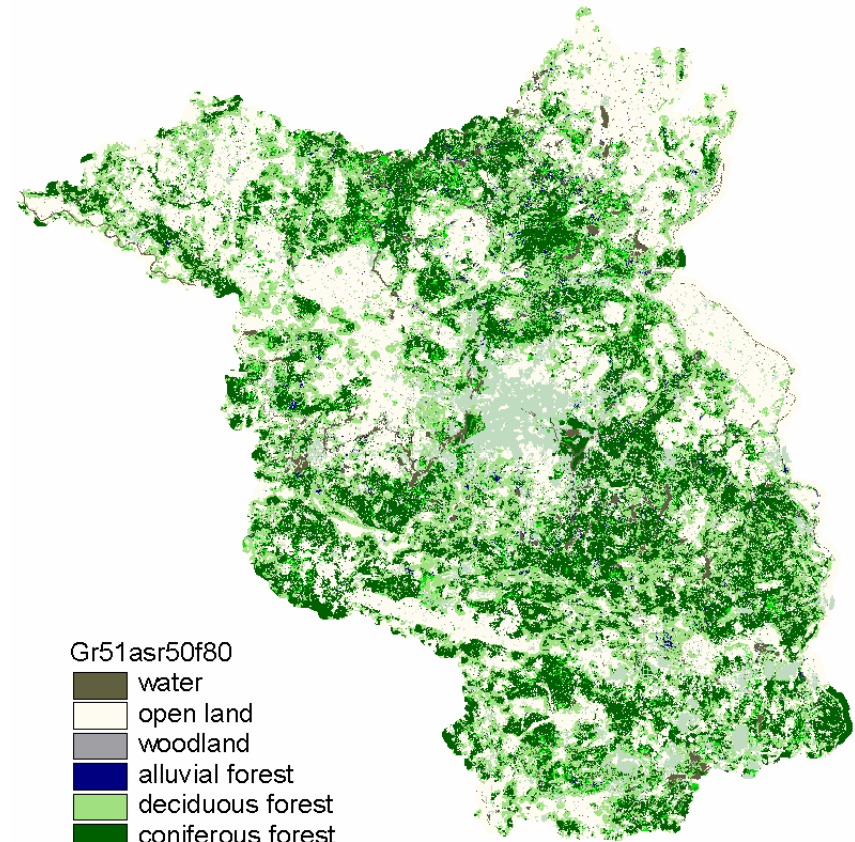 Gr51asr50f80
water
open land
woodland
alluvial forest
deciduous forest
coniferous forest